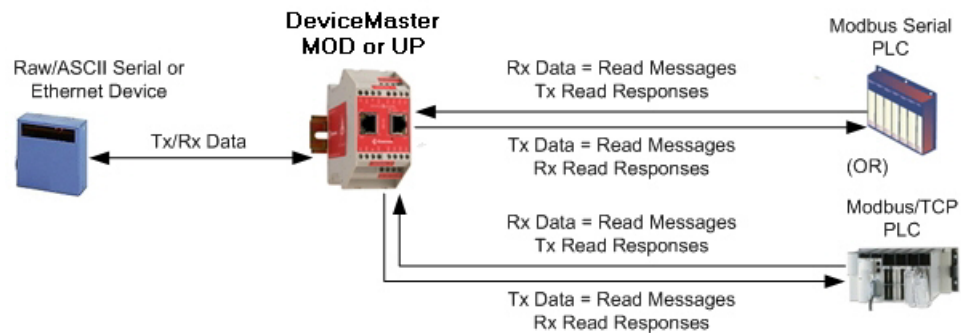 DeviceMaster
MOD or UP
Modbus Serial
PLC
Raw/ASCII Serial or
Ethernet Device
Rx Data = Read Messages
Tx Read Responses
Tx/Rx Data
Tx Data = Read Messages
Rx Read Responses
(OR)
Modbus/TCP
PLC
Rx Data = Read Messages
Tx Read Responses
Tx Data = Read Messages
Rx Read Responses